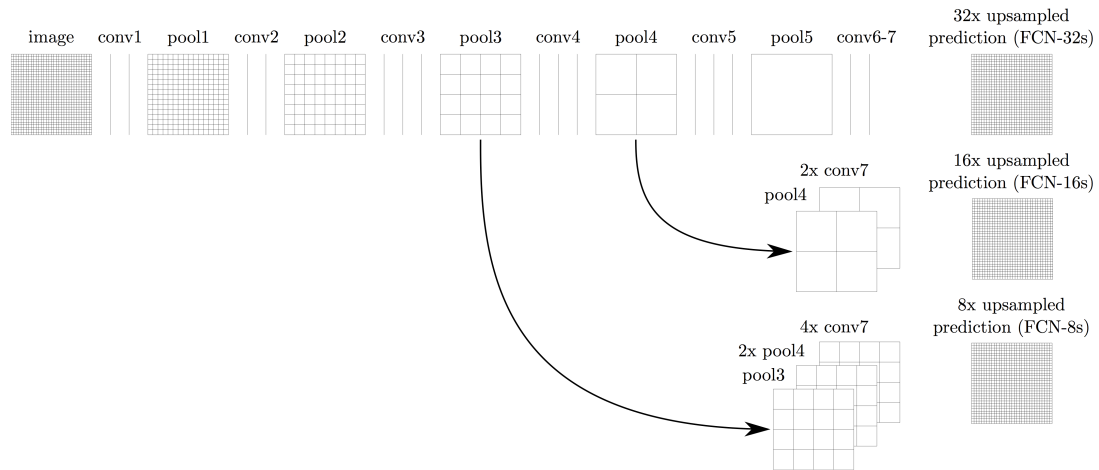 image conv1 pool1 conv2 pool2 conv3 pool3 conv4 pool4 conv5 pool5 conv6-7
32x upsampled
prediction (FCN-32s)
16x upsampled
prediction (FCN-16s)
2x conv7
pool4
8x upsampled
prediction (FCN-8s)
4x conv7
2x pool4
pool3